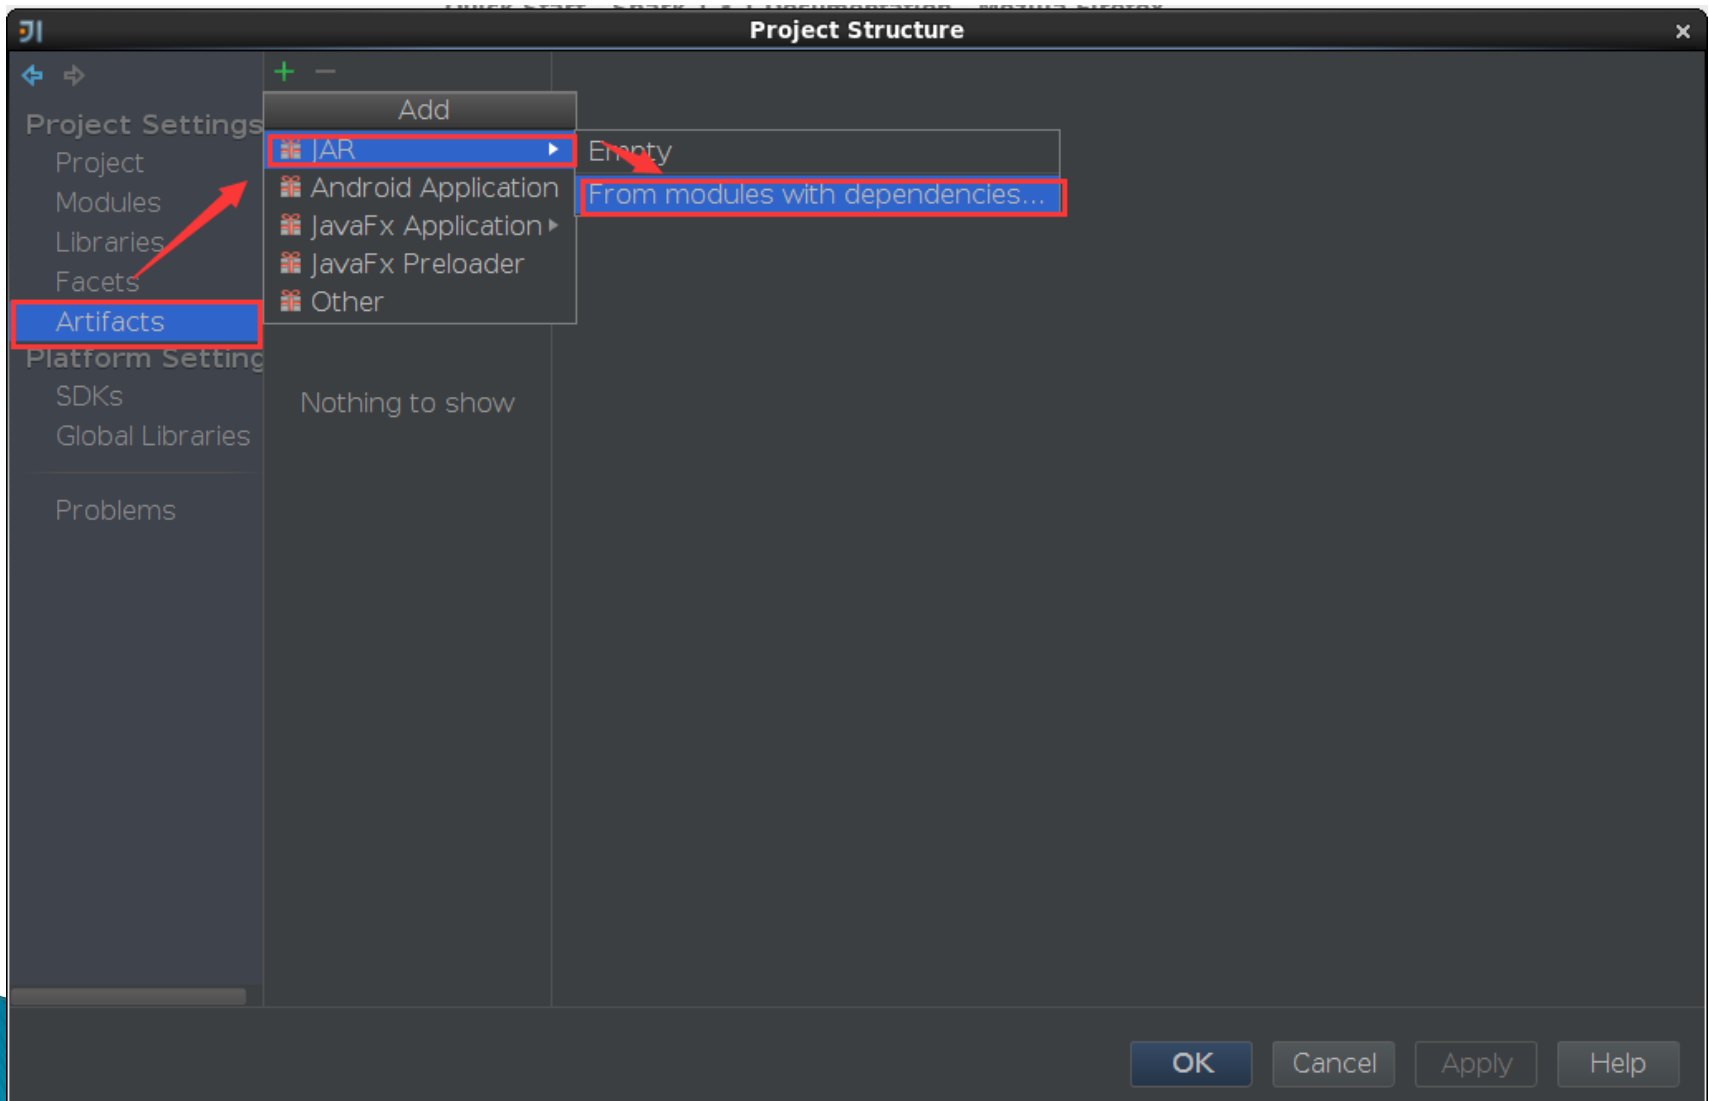 Project Structure
Add
Project Settings
JAR
Empty
Project
Android Application
From modules with dependencies...
Modules
JavaFx Application
Libraries
JavaFx Preloader
Facets
Other
Artifacts
Platform Setting
SDKs
Nothing to show
Global Libraries
Problems
OK
Cancel
Apply
Help